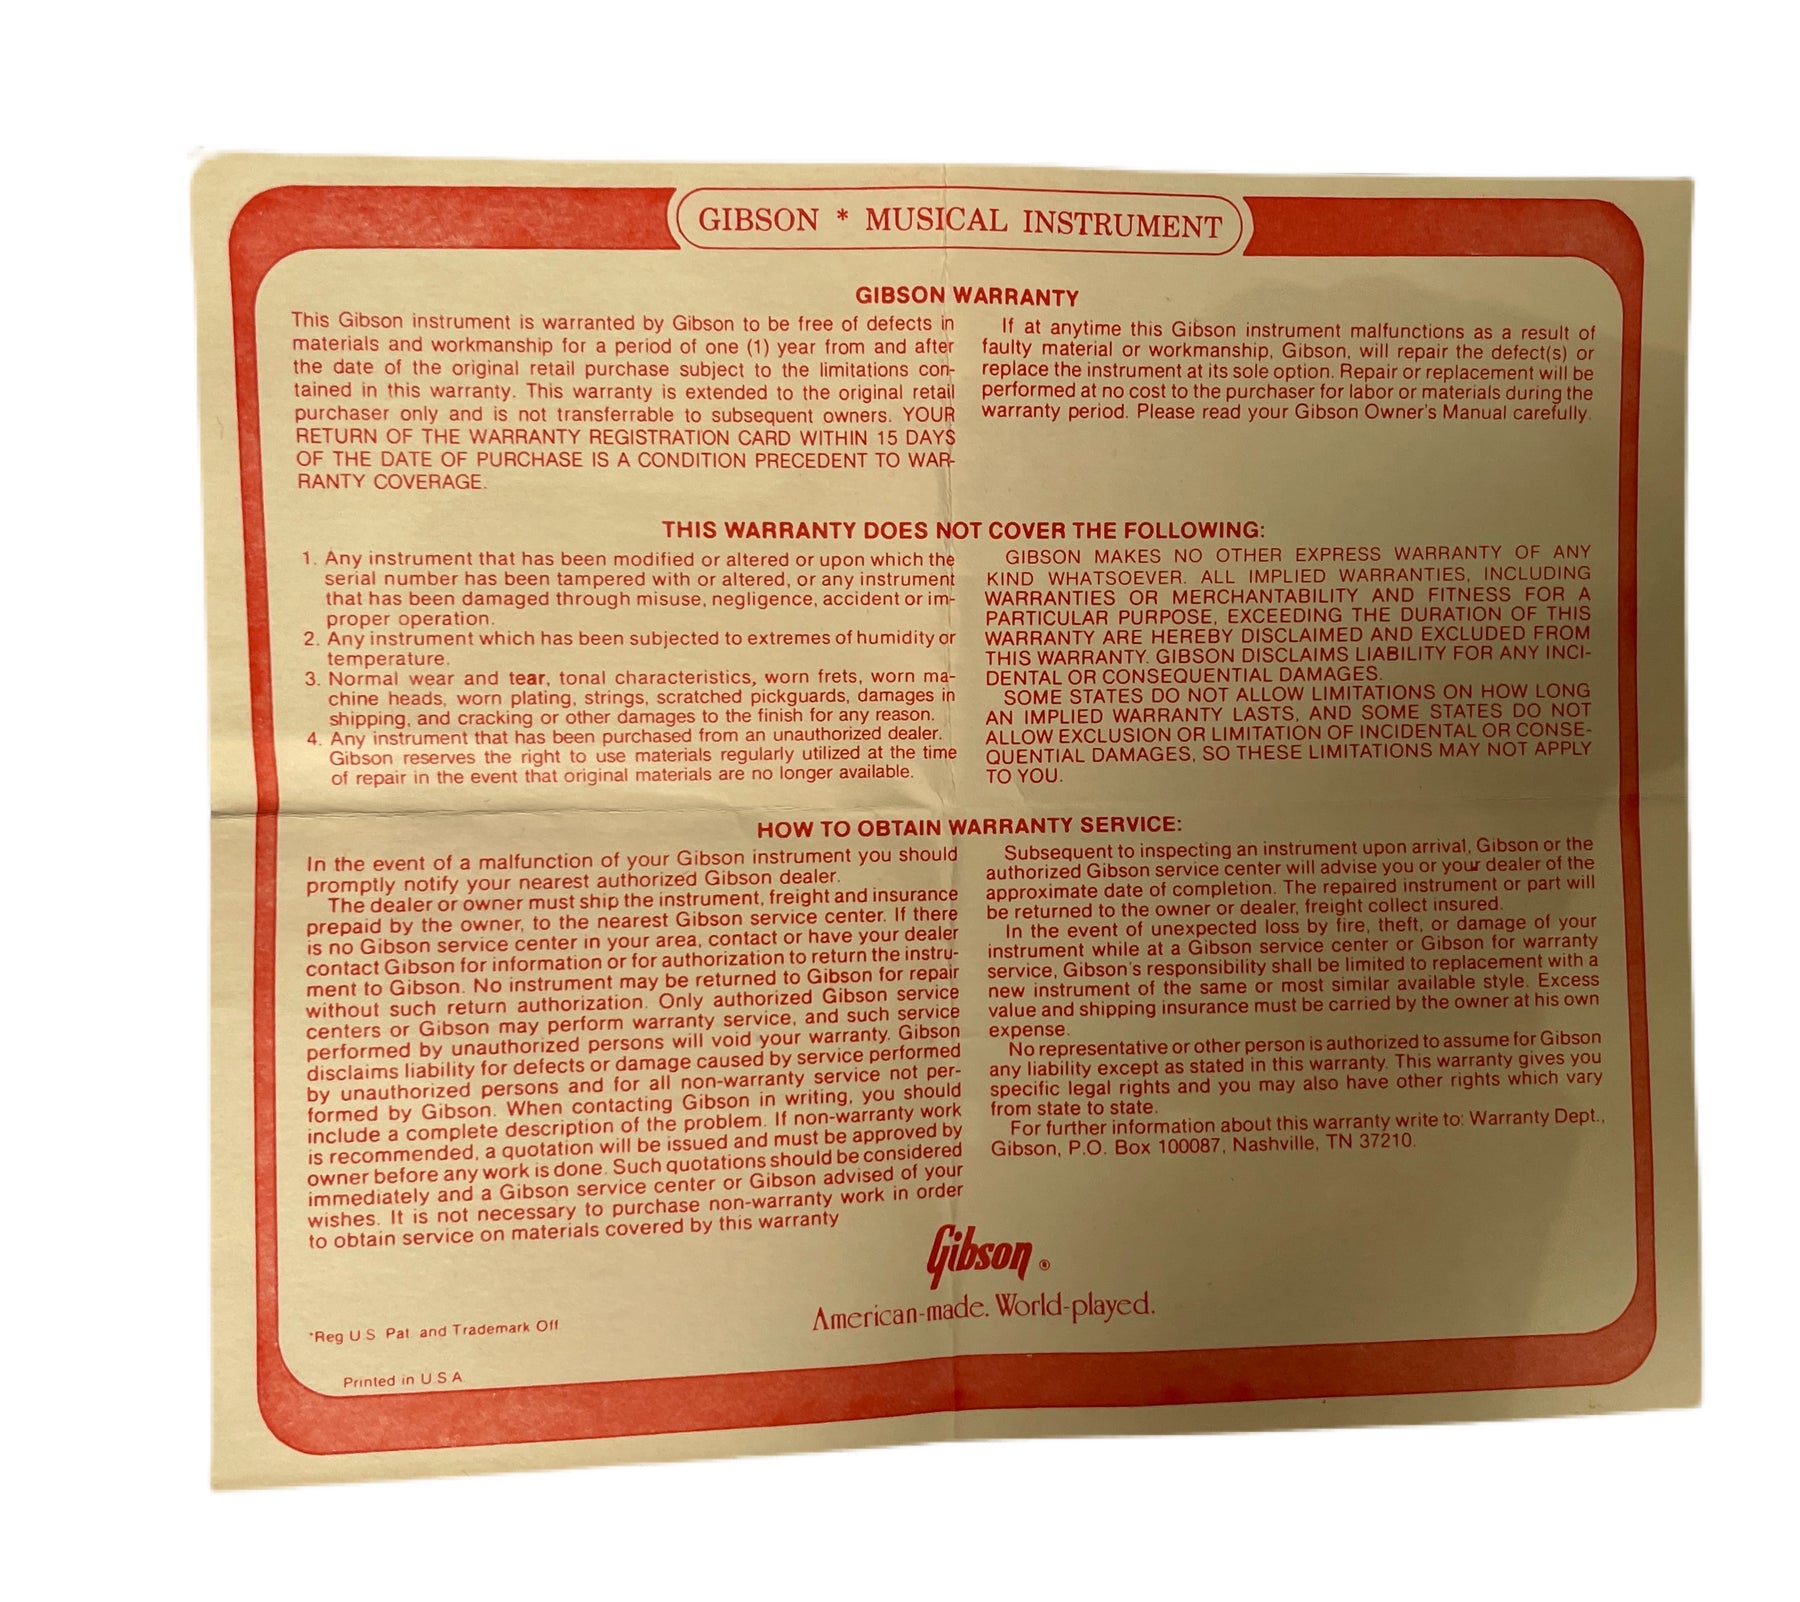 GIBSON * MUSICAL INSTRUMENT
GIBSON WARRANTY
This Gibson instrument is warranted by Gibson to be free of defects in
materials and workmanship for a period of one (1) year from and after
the date of the original retail purchase subject to the limitations con-
tained in this warranty. This warranty is extended to the original retail
purchaser only and is not transferrable to subsequent owners. YOUR
RETURN OF THE WARRANTY REGISTRATION CARD WITHIN 15 DAYS
OF THE DATE OF PURCHASE IS A CONDITION PRECEDENT TO WAR-
RANTY COVERAGE.
If at anytime this Gibson instrument malfunctions as a result of
faulty material or workmanship, Gibson, will repair the defect(s) or
replace the instrument at its sole option. Repair or replacement will be
performed at no cost to the purchaser for labor or materials during the
warranty period. Please read your Gibson Owner's Manual carefully.
THIS WARRANTY DOES NOT COVER THE FOLLOWING:
1. Any instrument that has been modified or altered or upon which the
serial number has been tampered with or altered, or any instrument
that has been damaged through misuse, negligence, accident or im-
proper operation.
2. Any instrument which has been subjected to extremes of humidity or
temperature.
3. Normal wear and tear, tonal characteristics, worn frets, worn ma-
chine heads, worn plating, strings, scratched pickguards, damages in
shipping, and cracking or other damages to the finish for any reason.
4. Any instrument that has been purchased from an unauthorized dealer.
Gibson reserves the right to use materials regularly utilized at the time
of repair in the event that original materials are no longer available.
GIBSON MAKES NO OTHER EXPRESS WARRANTY OF ANY
KIND WHATSOEVER. ALL IMPLIED WARRANTIES, INCLUDING
WARRANTIES OR MERCHANTABILITY AND FITNESS FOR A
PARTICULAR PURPOSE, EXCEEDING THE DURATION OF THIS
WARRANTY ARE HEREBY DISCLAIMED AND EXCLUDED FROM
THIS WARRANTY. GIBSON DISCLAIMS LIABILITY FOR ANY INCI-
DENTAL OR CONSEQUENTIAL DAMAGES.
SOME STATES DO NOT ALLOW LIMITATIONS ON HOW LONG
AN IMPLIED WARRANTY LASTS, AND SOME STATES DO NOT
ALLOW EXCLUSION OR LIMITATION OF INCIDENTAL OR CONSE-
QUENTIAL DAMAGES, SO THESE LIMITATIONS MAY NOT APPLY
TO YOU.
HOW TO OBTAIN WARRANTY SERVICE:
In the event of a malfunction of your Gibson instrument you should
promptly notify your nearest authorized Gibson dealer.
The dealer or owner must ship the instrument, freight and insurance
prepaid by the owner, to the nearest Gibson service center. If there
is no Gibson service center in your area, contact or have your dealer
contact Gibson for information or for authorization to return the instru-
ment to Gibson. No instrument may be returned to Gibson for repair
without such return authorization. Only authorized Gibson service
centers or Gibson may perform warranty service, and such service
performed by unauthorized persons will void your warranty. Gibson
disclaims liability for defects or damage caused by service performed
by unauthorized persons and for all non-warranty service not per-
formed by Gibson. When contacting Gibson in writing, you should
include a complete description of the problem. If non-warranty work
is recommended, a quotation will be issued and must be approved by
owner before any work is done. Such quotations should be considered
immediately and a Gibson service center or Gibson advised of your
wishes. It is not necessary to purchase non-warranty work in order
to obtain service on materials covered by this warranty
Subsequent to inspecting an instrument upon arrival, Gibson or the
authorized Gibson service center will advise you or your dealer of the
approximate date of completion. The repaired instrument or part will
be returned to the owner or dealer, freight collect insured.
In the event of unexpected loss by fire, theft, or damage of your
instrument while at a Gibson service center or Gibson for warranty
service, Gibson's responsibility shall be limited to replacement with a
new instrument of the same or most similar available style. Excess
value and shipping insurance must be carried by the owner at his own
expense.
No representative or other person is authorized to assume for Gibson
any liability except as stated in this warranty. This warranty gives you
specific legal rights and you may also have other rights which vary
from state to state.
For further information about this warranty write to: Warranty Dept.,
Gibson, P.O. Box 100087, Nashville, TN 37210.
Gibson ®
American-made. World-played.
*Reg U.S. Pat. and Trademark Off
Printed in U.S.A.